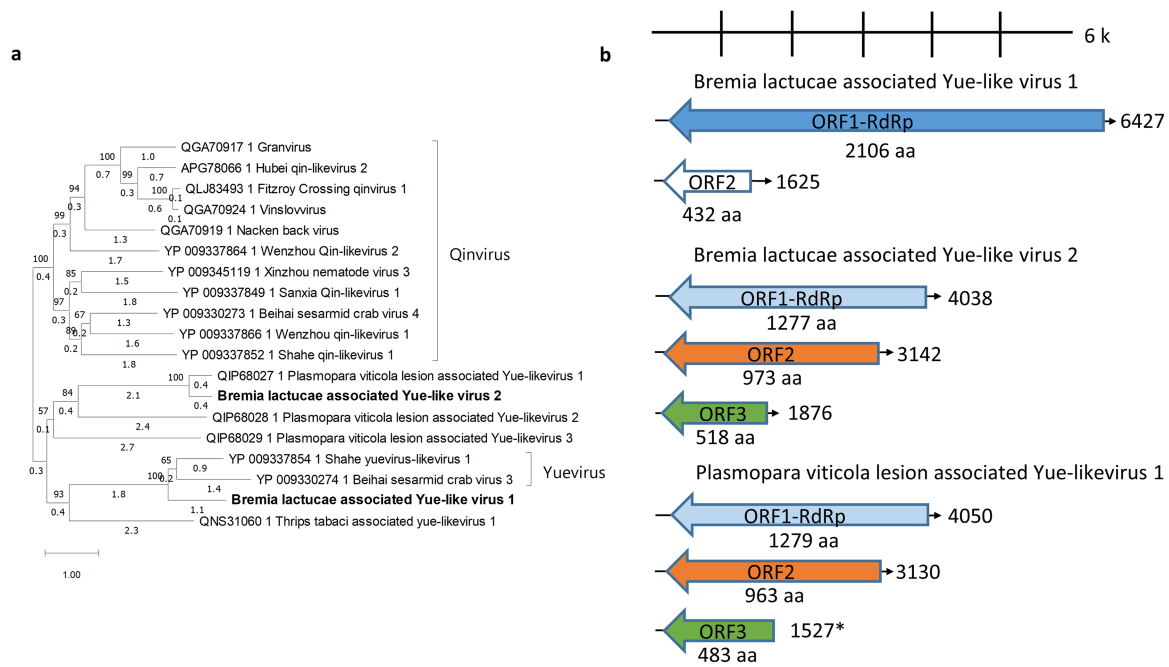 a
QGA70917 1 Granvirus
100
1.0
0.7
APG78066 1 Hubei qin-likevirus 2
99
0.7
94
0.3
QLJ83493 1 Fitzroy Crossing qinvirus 1
100
0.1
0.3
0.6
QGA70924 1 Vinslovvirus
0.1
99
QGA70919 1 Nacken back virus
0.3
1.3
YP 009337864 1 Wenzhou Qin-likevirus 2
100
1.7
Qinvirus
0.4
YP 009345119 1 Xinzhou nematode virus 3
85
1.5
0.2
YP 009337849 1 Sanxia Qin-likevirus 1
97
1.8
0.3
YP 009330273 1 Beihai sesarmid crab virus 4
67
1.3
0.2
YP 009337866 1 Wenzhou qin-likevirus 1
0.2
1.6
YP 009337852 1 Shahe qin-likevirus 1
1.8
QIP68027 1 Plasmopara viticola lesion associated Yue-likevirus 1
100
0.4
84
2.1
Bremia lactucae associated Yue-like virus 2
0.4
0.4
57
QIP68028 1 Plasmopara viticola lesion associated Yue-likevirus 2
0.1
2.4
QIP68029 1 Plasmopara viticola lesion associated Yue-likevirus 3
2.7
0.3
YP 009337854 1 Shahe yuevirus-likevirus 1
65
0.9
Yuevirus
100
0.2
YP 009330274 1 Beihai sesarmid crab virus 3
93
1.8
1.4
0.4
Bremia lactucae associated Yue-like virus 1
1.1
QNS31060 1 Thrips tabaci associated yue-likevirus 1
2.3
1.00
b
6 k
Bremia lactucae associated Yue-like virus 1
ORF1-RdRp
6427
2106 aa
ORF2
1625
432 aa
Bremia lactucae associated Yue-like virus 2
ORF1-RdRp
4038
1277 aa
ORF2
3142
973 aa
ORF3
1876
518 aa
Plasmopara viticola lesion associated Yue-likevirus 1
ORF1-RdRp
4050
1279 aa
ORF2
3130
963 aa
ORF3
1527*
483 aa